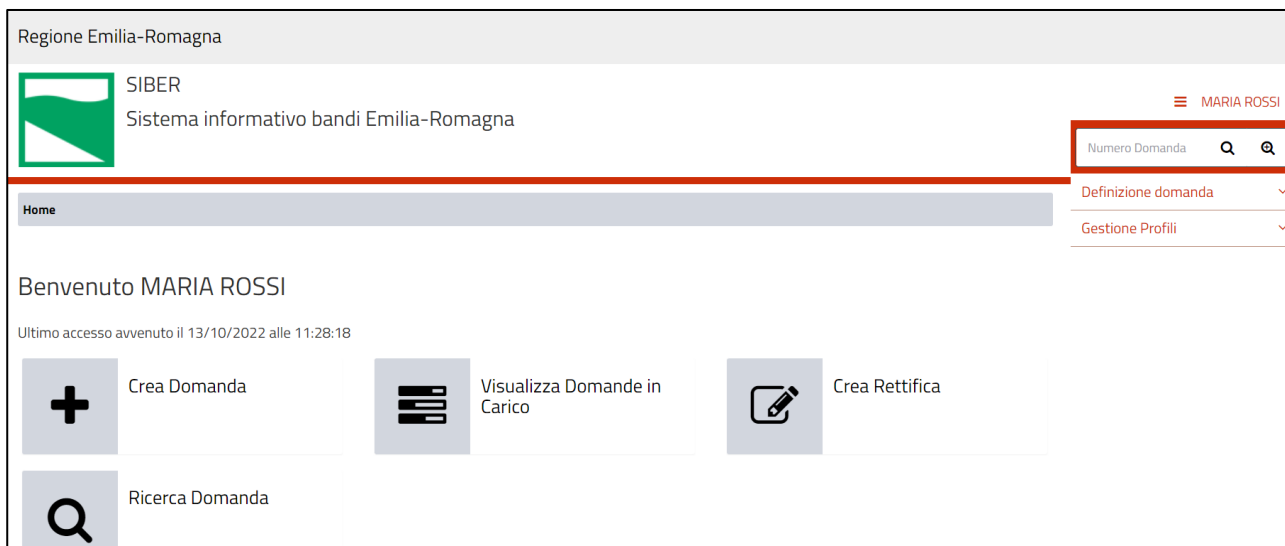 Regione Emilia-Romagna
SIBER
Sistema informativo bandi Emilia-Romagna
MARIA ROSSI
Numero Domanda
Definizione domanda
Gestione Profili
Home
Benvenuto MARIA ROSSI
Ultimo accesso avvenuto il 13/10/2022 alle 11:28:18
Crea Domanda
Visualizza Domande in
Carico
Crea Rettifica
Ricerca Domanda